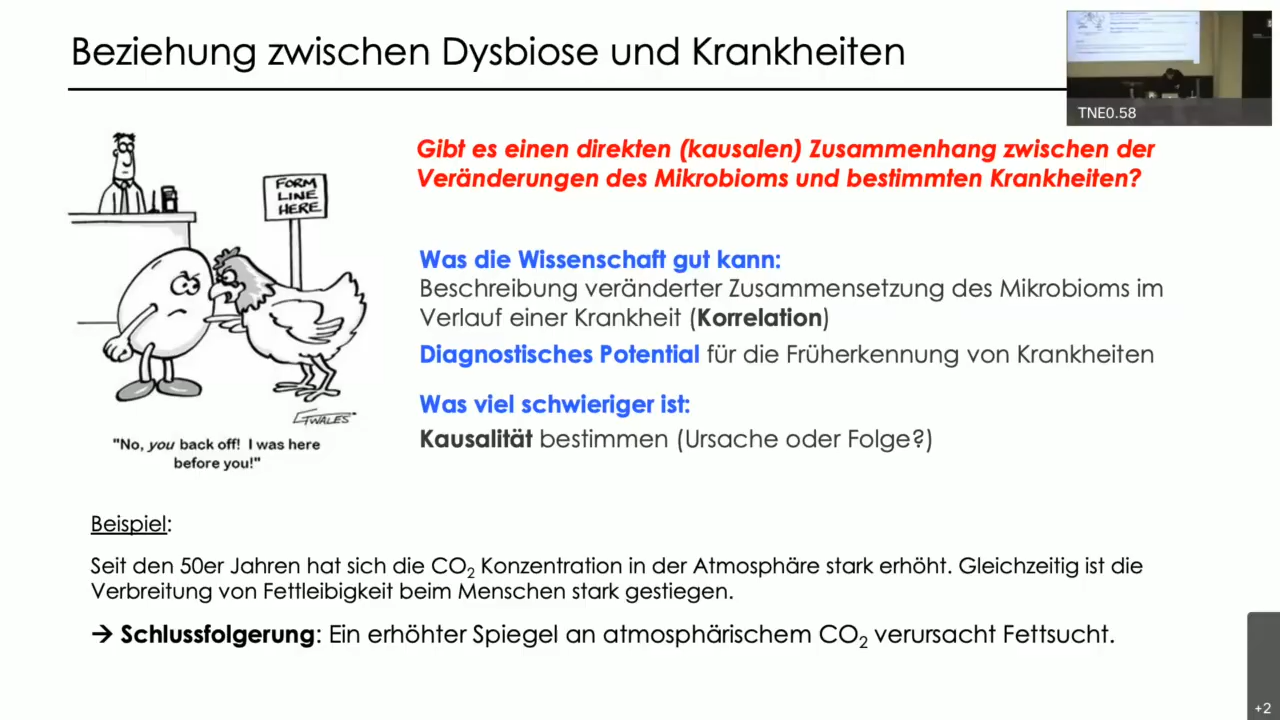 Beziehung zwischen Dysbiose und Krankheiten
TNE0.58
Gibt es einen direkten (kausalen) Zusammenhang zwischen der
Veränderungen des Mikrobioms und bestimmten Krankheiten?
FORM
LINE
HERE
Was die Wissenschaft gut kann:
Beschreibung veränderter Zusammensetzung des Mikrobioms im
Verlauf einer Krankheit (Korrelation)
Diagnostisches Potential für die Früherkennung von Krankheiten
Was viel schwieriger ist:
Kausalität bestimmen (Ursache oder Folge?)
GWALES
"No, you back off! I was here
before you!"
Beispiel:
Seit den 50er Jahren hat sich die CO₂ Konzentration in der Atmosphäre stark erhöht. Gleichzeitig ist die
Verbreitung von Fettleibigkeit beim Menschen stark gestiegen.
→ Schlussfolgerung: Ein erhöhter Spiegel an atmosphärischem CO₂ verursacht Fettsucht.
+2